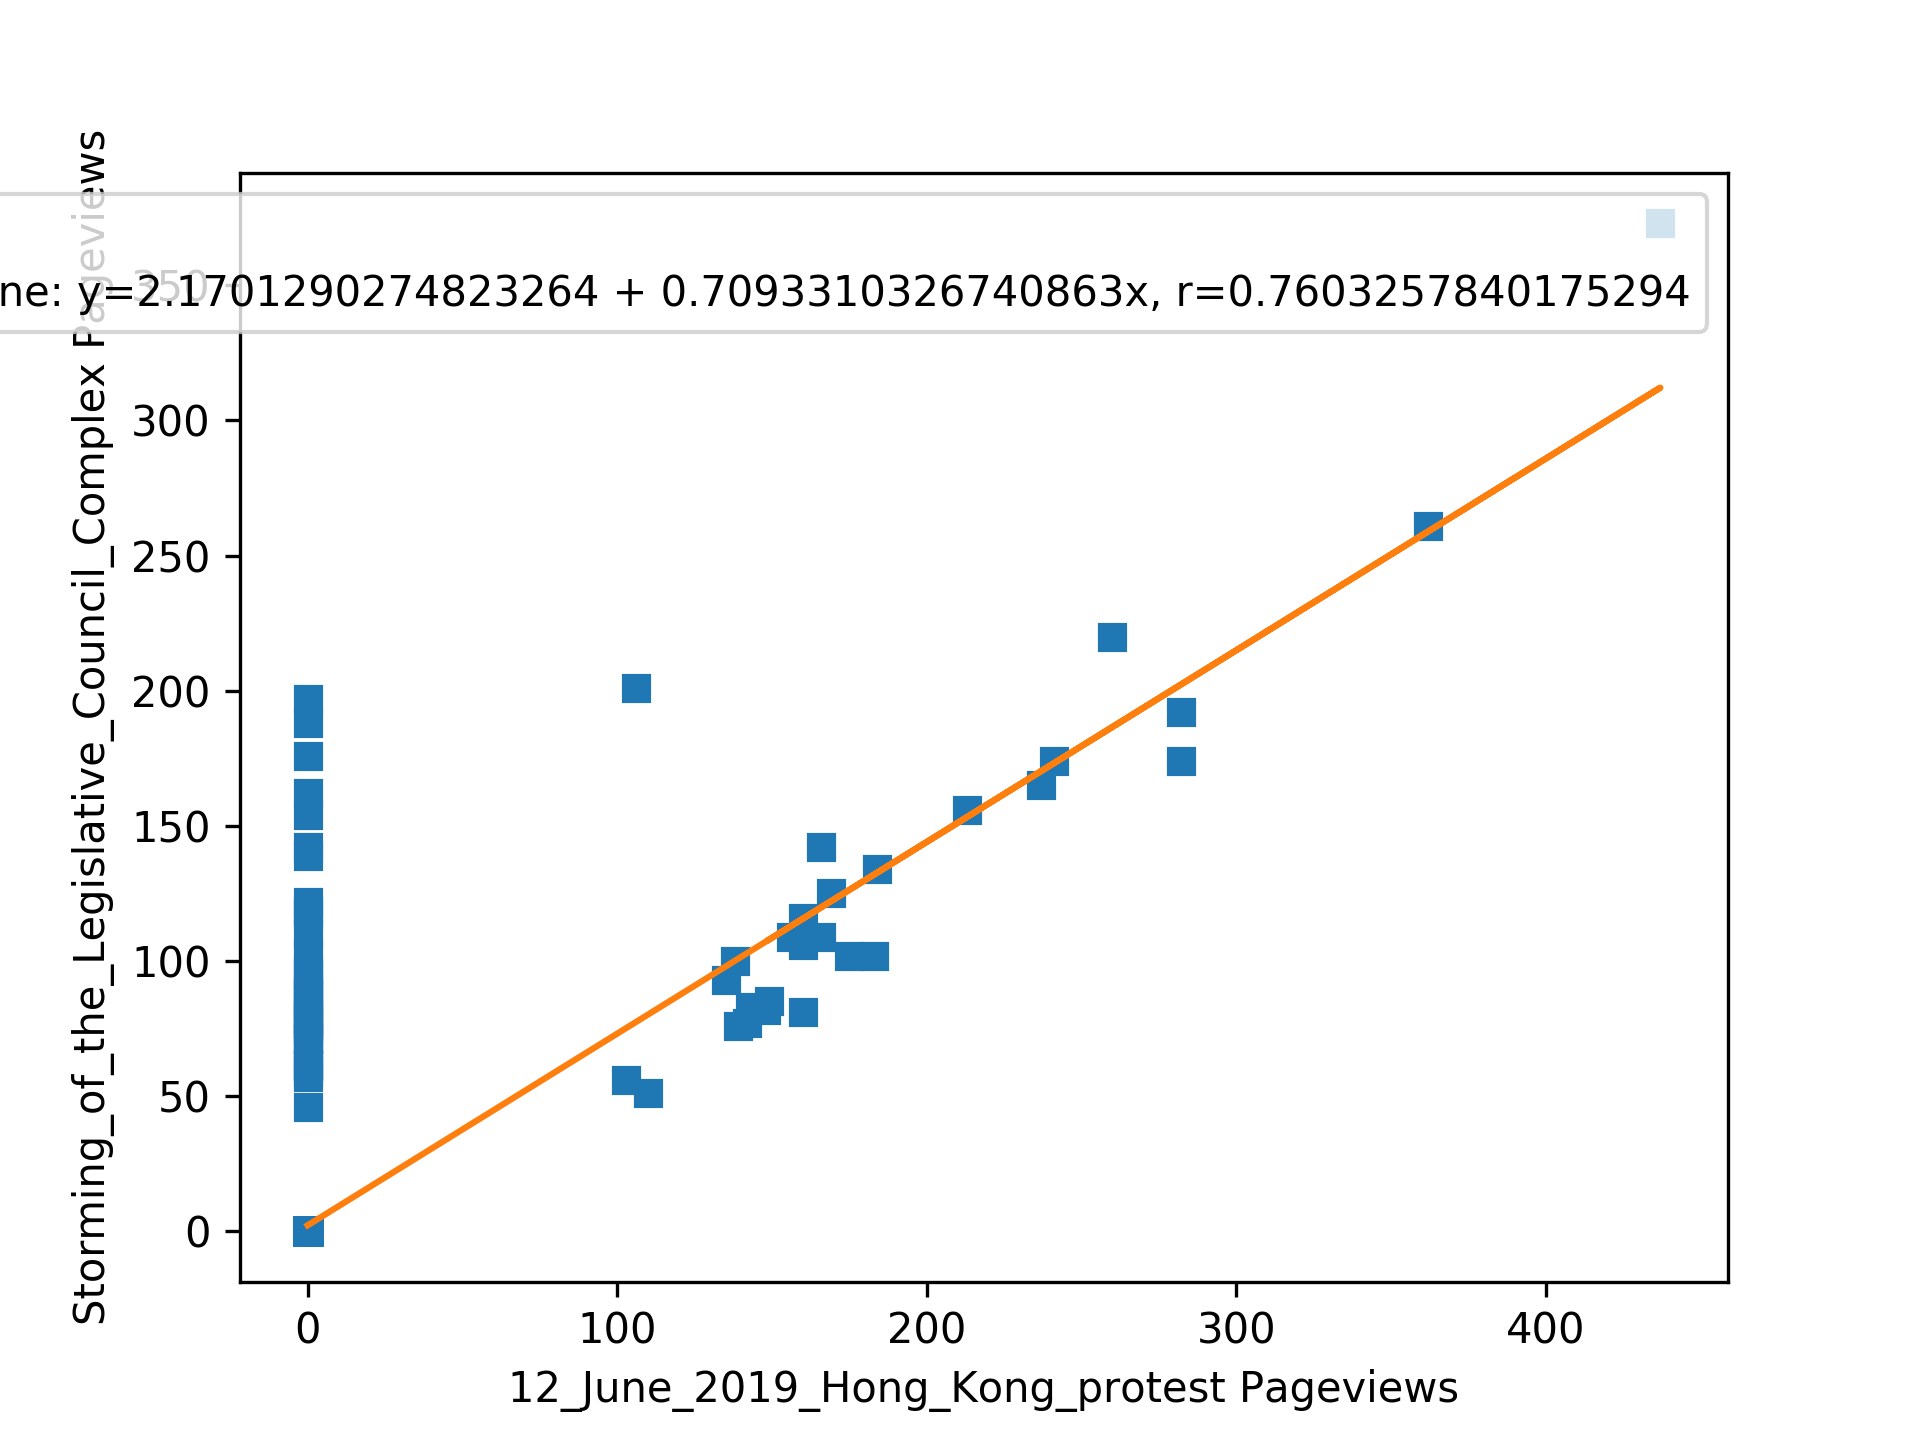 ne: y=2.1701290274823264 + 0.7093310326740863x, r=0.7603257840175294
Storming_of_the_Legislative_Council_Complex Pageviews
350
300
250
200
150
100
50
0
0 100 200 300 400
12_June_2019_Hong_Kong_protest Pageviews